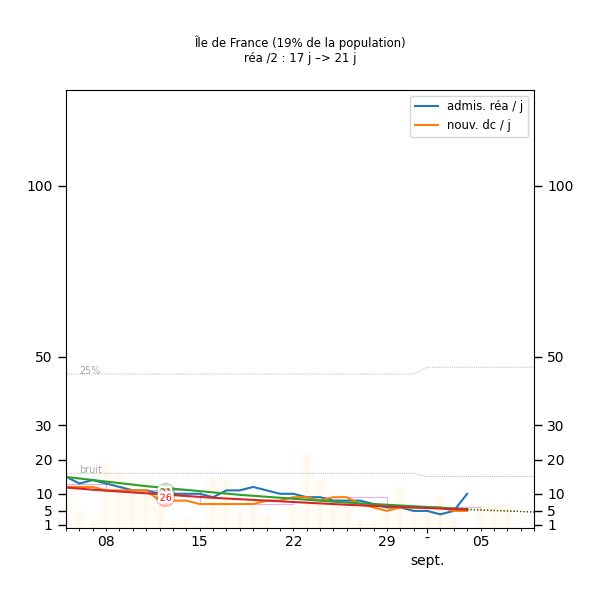 Île de France (19% de la population)
réa /2 : 17 j –> 21 j
admis. réa / j
nouv. dc / j
100 100
50 50
25%
30 30
20 20
bruit
10 10
26
5 5
1 1
08 15 22 29 - 05
sept.